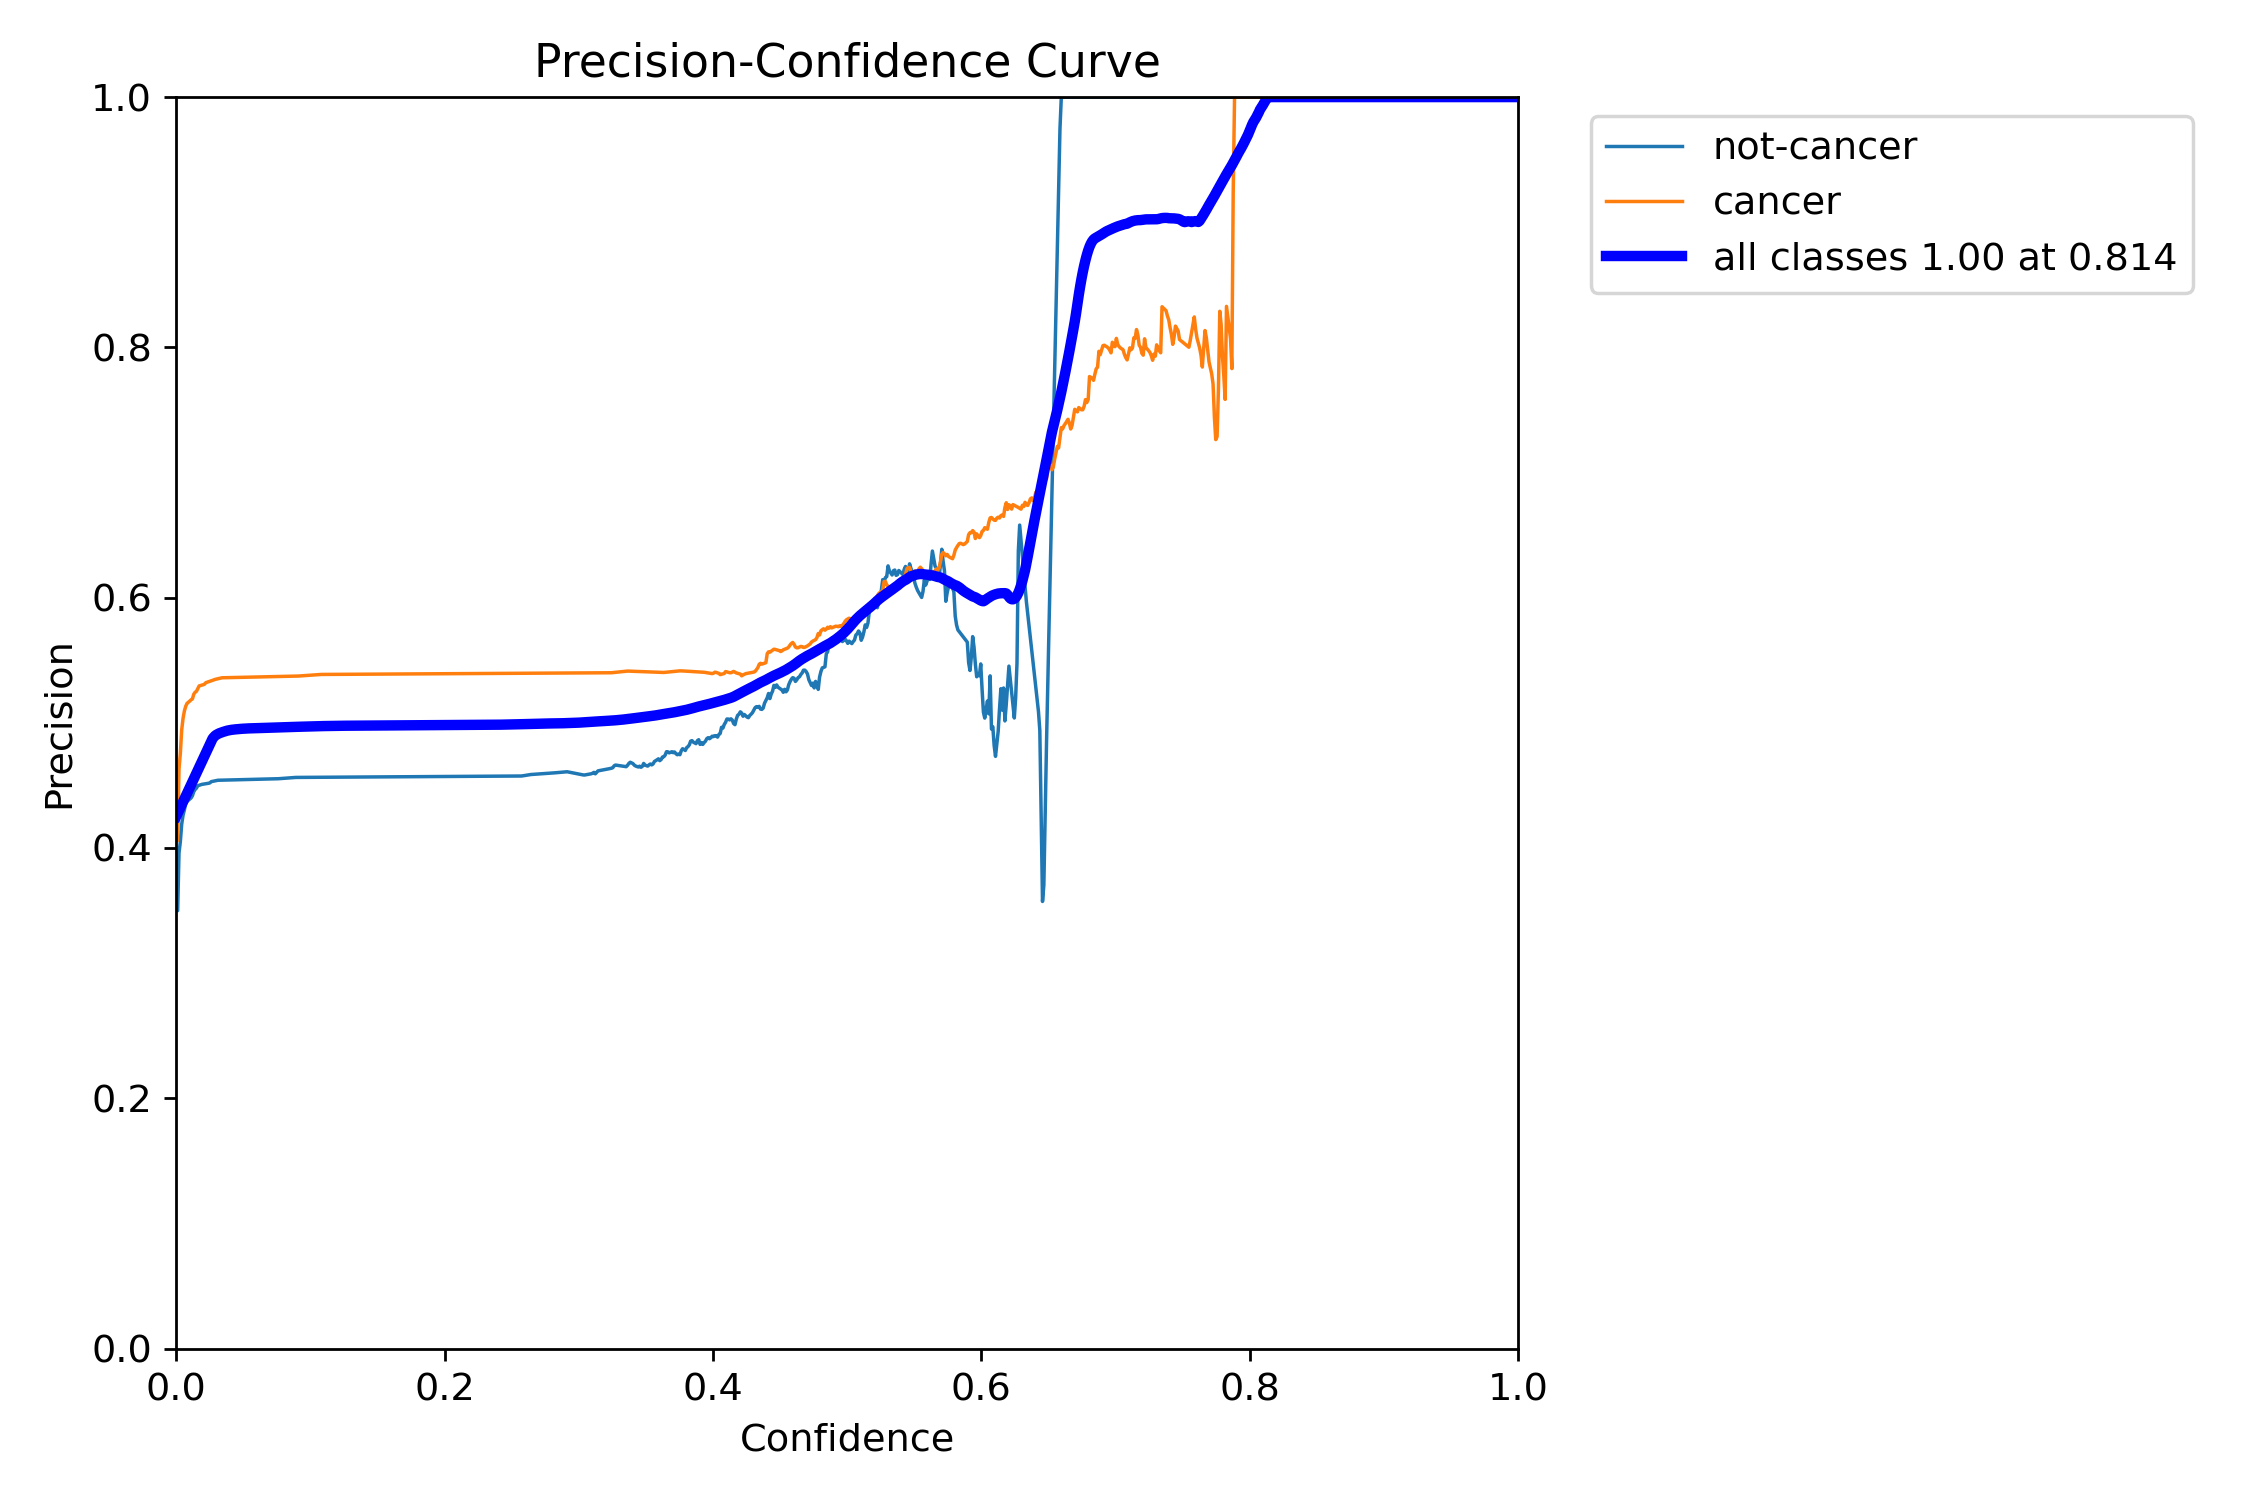 Precision-Confidence Curve
1.0
0.8
0.6
0.4
0.2
0.0
Precision
0.0 0.2 0.4 0.6 0.8 1.0
Confidence
not-cancer
cancer
all classes 1.00 at 0.814